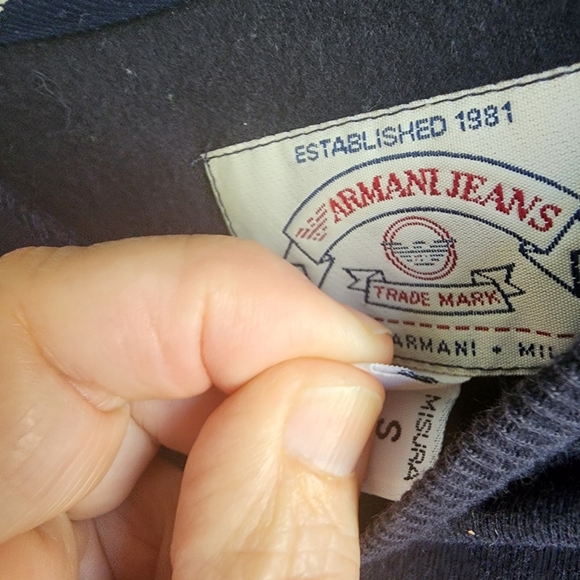 ESTABLISHED 1981
ARMANI JEANS
TRADE MARK
ARMANI • MIL
MISURA
S